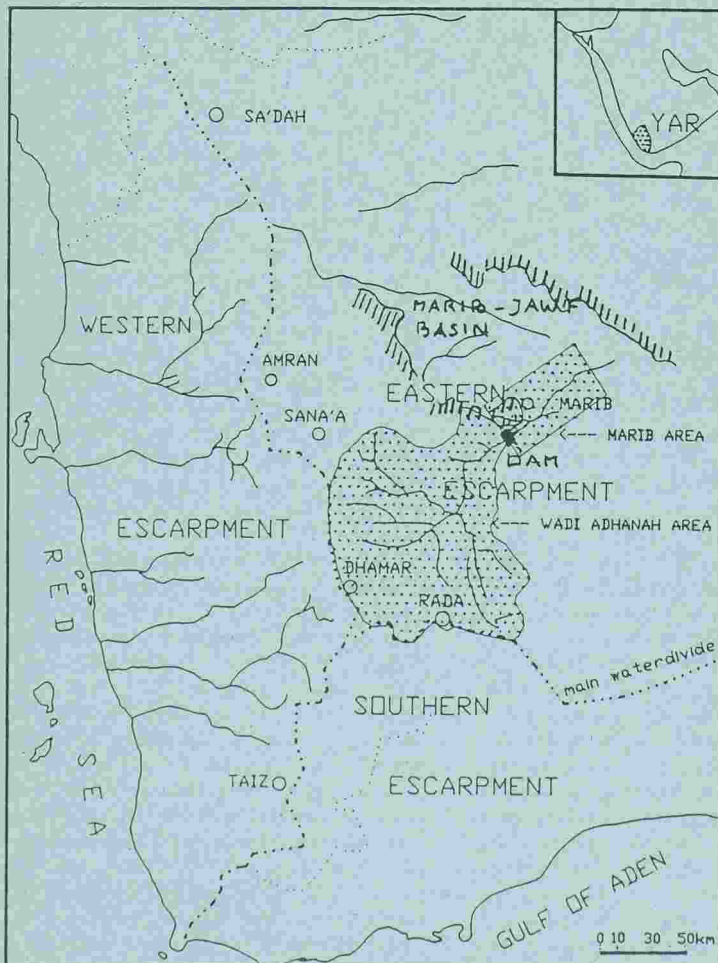 SA'DAH
YAR
WESTERN
MARIB-JAWF
BASIN
AMRAN
EASTERN
MARIB
SANA'A
MARIB AREA
DAM
ESCARPMENT
ESCARPMENT
WADI ADHANAH AREA
DHAMAR
RADA
RED SEA
main waterdivide
SOUTHERN
TAIZ
ESCARPMENT
GULF OF ADEN
0 10 30 50km